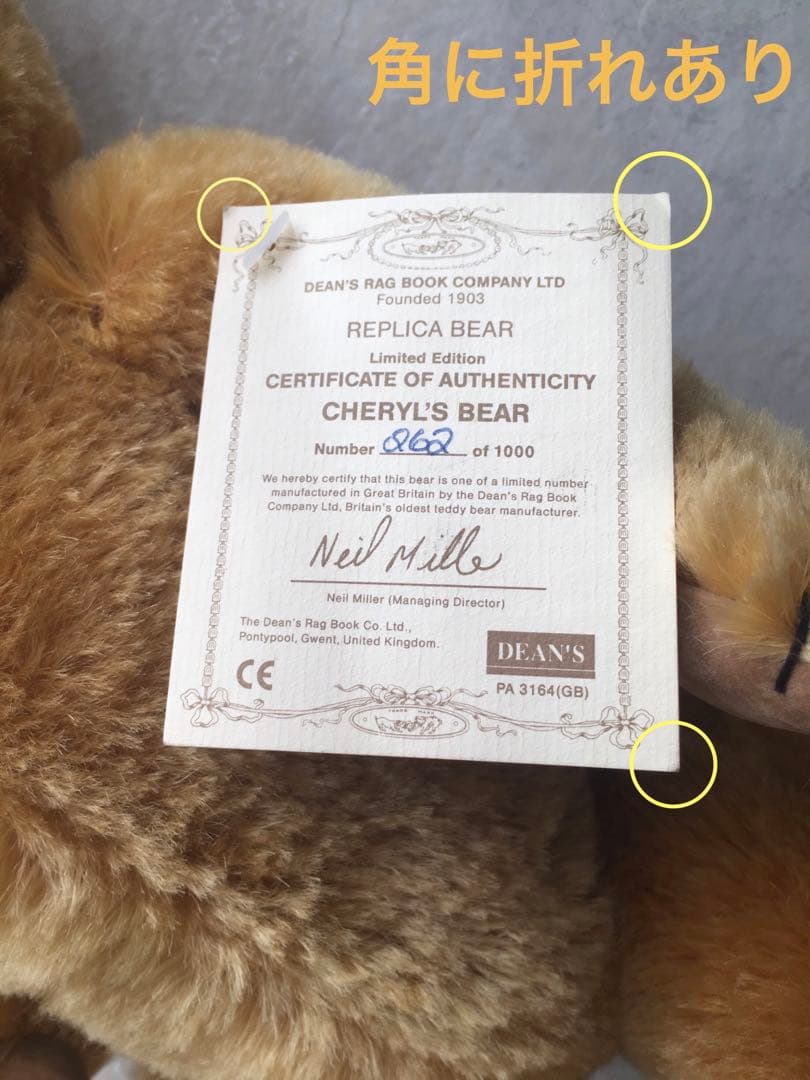 角に折れあり
DEAN'S RAG BOOK COMPANY LTD
Founded 1903
REPLICA BEAR
Limited Edition
CERTIFICATE OF AUTHENTICITY
CHERYL'S BEAR
Number 262 of 1000
We hereby certify that this bear is one of a limited number
manufactured in Great Britain by the Dean's Rag Book
Company Ltd, Britain's oldest teddy bear manufacturer.
Neil Mille
Neil Miller (Managing Director)
The Dean's Rag Book Co. Ltd.,
Pontypool, Gwent, United Kingdom.
CE
DEAN'S
PA 3164(GB)
TRADE MARK